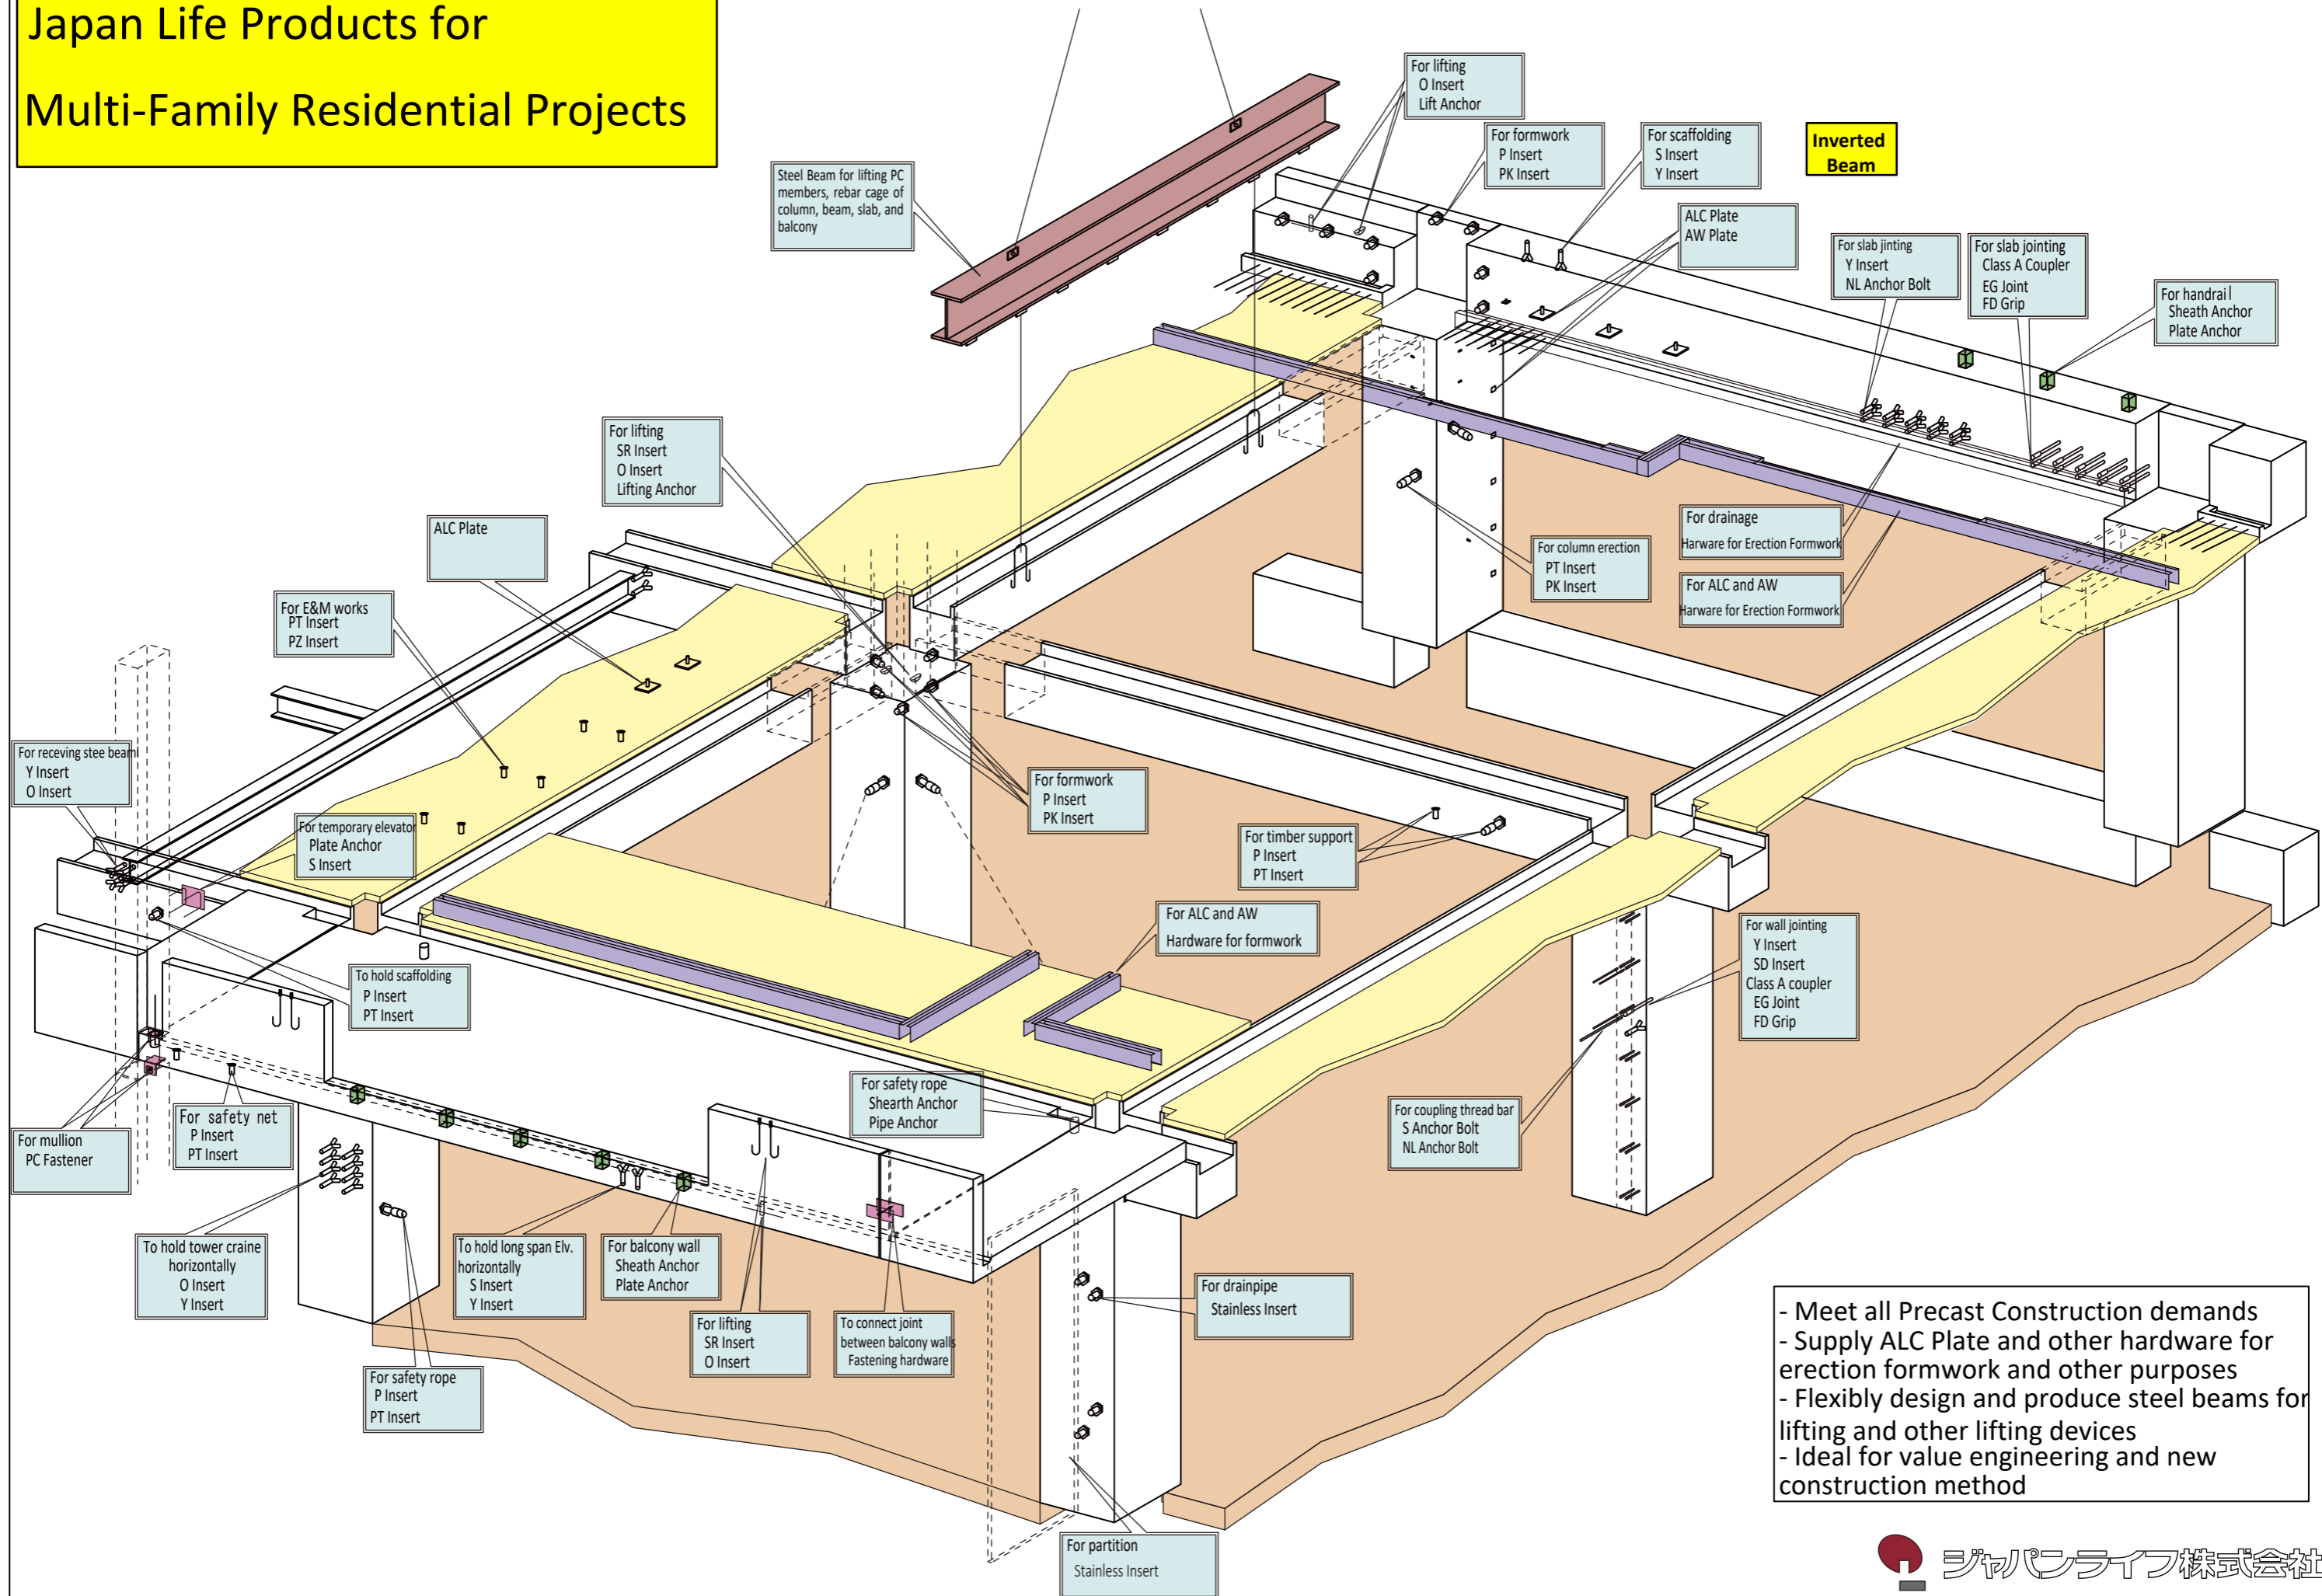 Japan Life Products for
Multi-Family Residential Projects
For lifting
O Insert
Lift Anchor
For formwork
P Insert
PK Insert
For scaffolding
S Insert
Y Insert
Inverted
Beam
Steel Beam for lifting PC
members, rebar cage of
column, beam, slab, and
balcony
ALC Plate
AW Plate
For slab jinting
Y Insert
NL Anchor Bolt
For slab jointing
Class A Coupler
EG Joint
FD Grip
For handrail
Sheath Anchor
Plate Anchor
For lifting
SR Insert
O Insert
Lifting Anchor
ALC Plate
For drainage
Harware for Erection Formwork
For column erection
PT Insert
PK Insert
For ALC and AW
Harware for Erection Formwork
For E&M works
PT Insert
PZ Insert
For receving stee beaml
Y Insert
O Insert
For temporary elevator
Plate Anchor
S Insert
For formwork
P Insert
PK Insert
For timber support
P Insert
PT Insert
For ALC and AW
Hardware for formwork
For wall jointing
Y Insert
SD Insert
Class A coupler
EG Joint
FD Grip
To hold scaffolding
P Insert
PT Insert
For safety rope
Shearth Anchor
Pipe Anchor
For coupling thread bar
S Anchor Bolt
NL Anchor Bolt
For mullion
PC Fastener
For safety net
P Insert
PT Insert
To hold tower craine
horizontally
O Insert
Y Insert
To hold long span Elv.
horizontally
S Insert
Y Insert
For balcony wall
Sheath Anchor
Plate Anchor
For lifting
SR Insert
O Insert
To connect joint
between balcony walls
Fastening hardware
For drainpipe
Stainless Insert
For safety rope
P Insert
PT Insert
- Meet all Precast Construction demands
- Supply ALC Plate and other hardware for
erection formwork and other purposes
- Flexibly design and produce steel beams for
lifting and other lifting devices
- Ideal for value engineering and new
construction method
For partition
Stainless Insert
ジャパンライフ株式会社